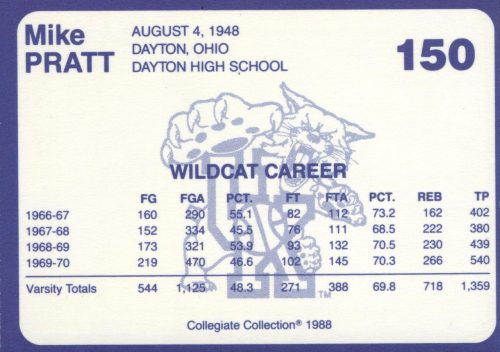 Mike
PRATT
AUGUST 4, 1948
DAYTON, OHIO
DAYTON HIGH SCHOOL
150
WILDCAT CAREER
FG FGA PCT. FT FTA PCT. REB TP
1966-67 160 290 55.1 82 112 73.2 162 402
1967-68 152 334 45.5 76 111 68.5 222 380
1968-69 173 321 53.9 93 132 70.5 230 439
1969-70 219 470 46.6 102 145 70.3 266 540
Varsity Totals 544 1,125 48.3 271 388 69.8 718 1,359
UK
TM
Collegiate Collection® 1988